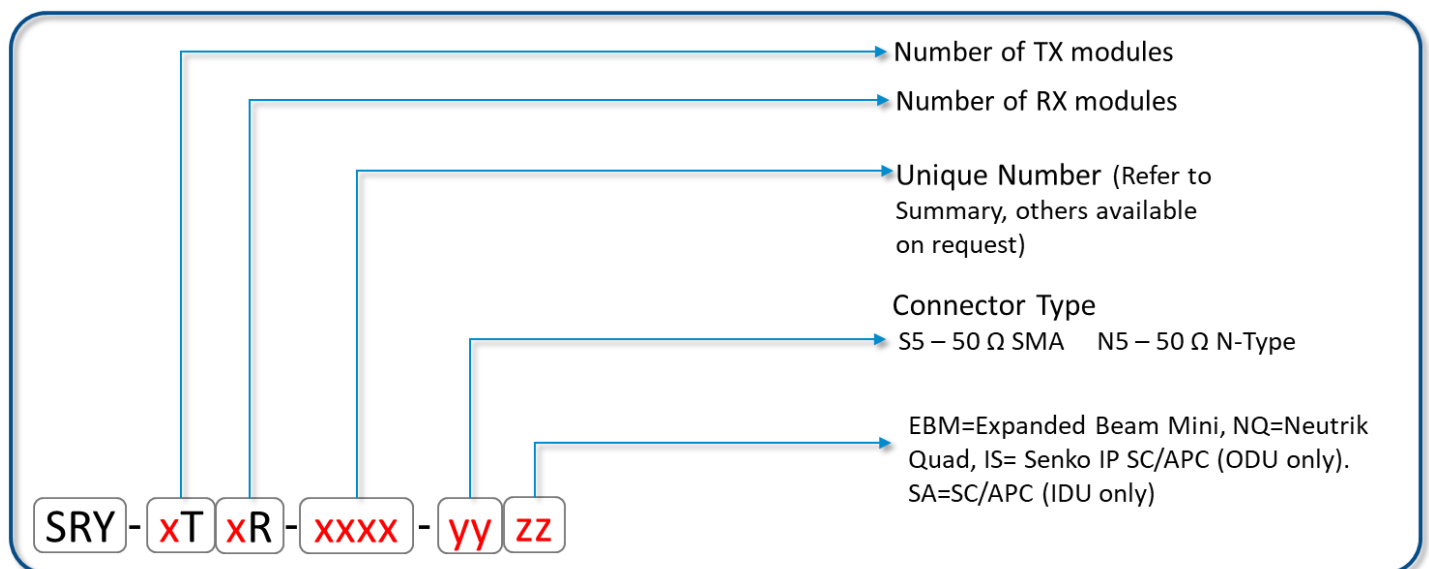 Number of TX modules
Number of RX modules
Unique Number (Refer to
Summary, others available
on request)
Connector Type
S5 – 50 Ω SMA N5 – 50 Ω N-Type
EBM=Expanded Beam Mini, NQ=Neutrik
Quad, IS= Senko IP SC/APC (ODU only).
SA=SC/APC (IDU only)
SRY - xT xR - xxxx - yy zz